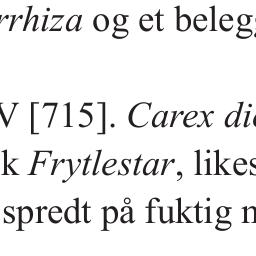 rrhiza og et belegg
V [715]. Carex di
k Frytlestar, likes
spredt på fuktig